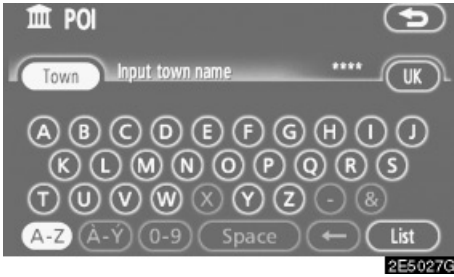 POI
Town Input town name **** UK
A B C D E F G H I J
K L M N O P Q R S
T U V W X Y Z - &
A-Z À-Ý 0-9 Space ← List
2E5027G